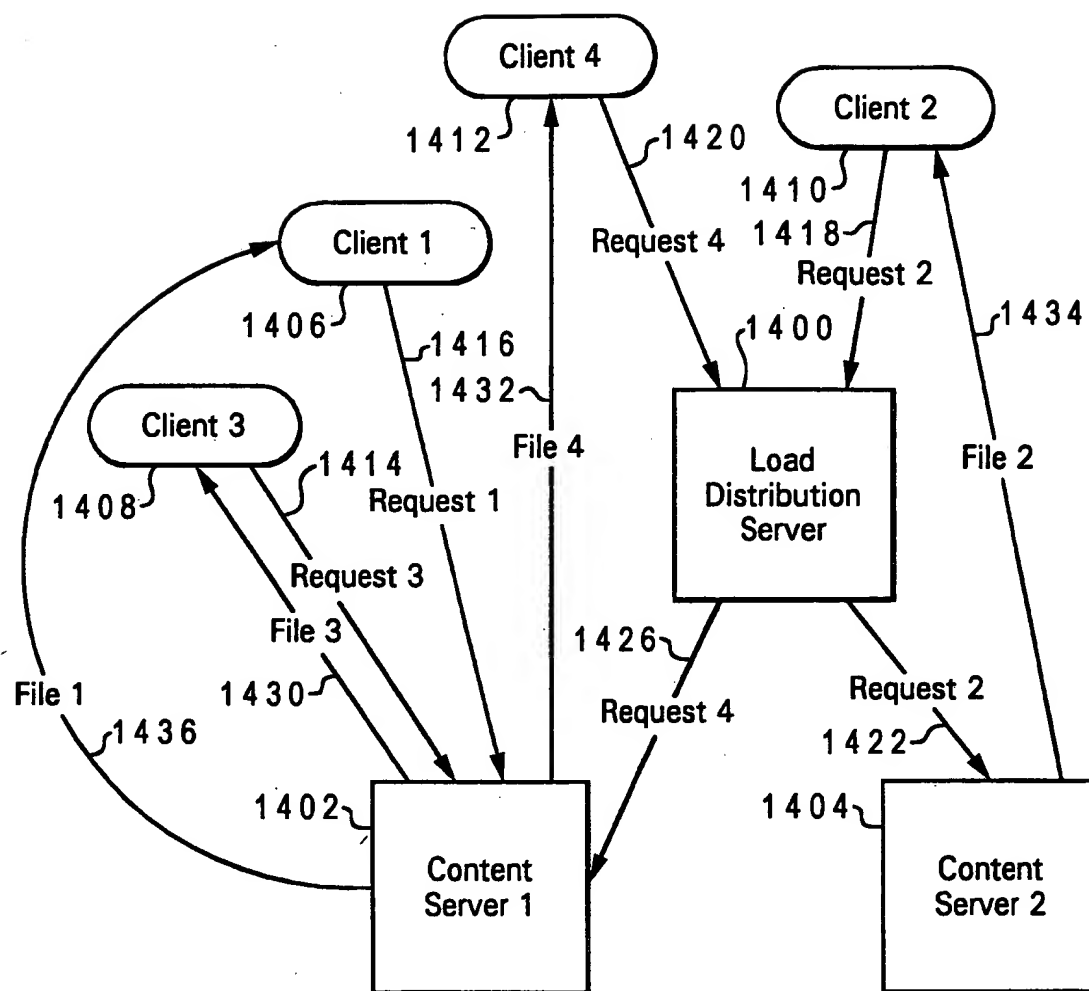 Client 4
Client 2
1412
1420
1410
1418
Client 1
Request 4
Request 2
1406
1416
1400
1434
1432
Client 3
1414
File 4
Load
Distribution
Server
File 2
1408
Request 1
Request 3
File 3
1426
File 1
1430
Request 4
Request 2
1436
1422
1402
1404
Content
Server 1
Content
Server 2